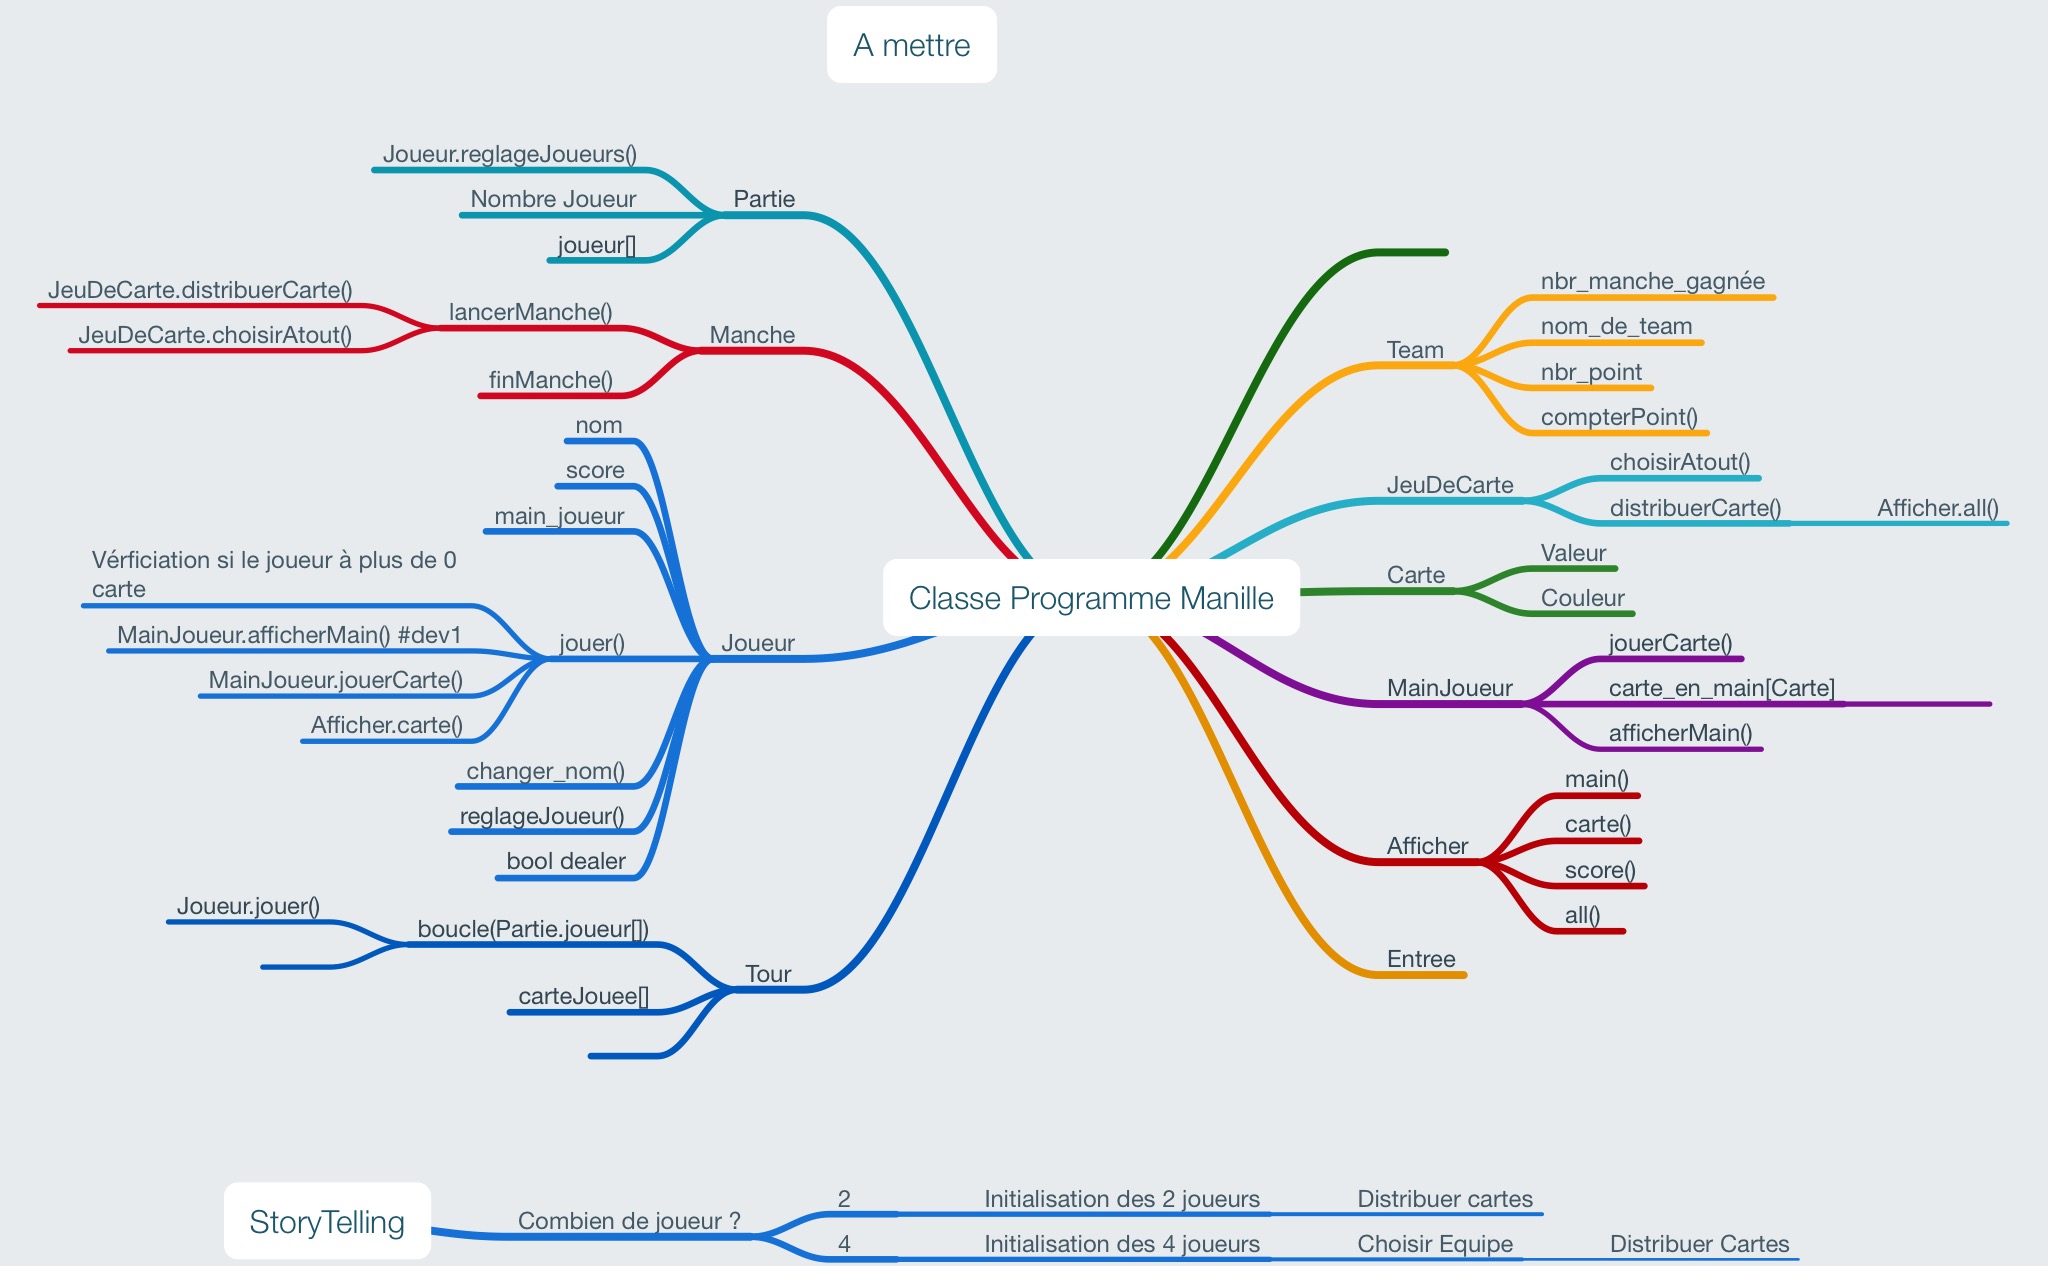 A mettre
Joueur.reglageJoueurs()
Nombre Joueur
joueur[]
Partie
JeuDeCarte.distribuerCarte()
JeuDeCarte.choisirAtout()
lancerManche()
finManche()
Manche
nom
score
main_joueur
Vérficiation si le joueur à plus de 0
carte
MainJoueur.afficherMain() #dev1
MainJoueur.jouerCarte()
Afficher.carte()
jouer()
changer_nom()
reglageJoueur()
bool dealer
Joueur
Joueur.jouer()
boucle(Partie.joueur[])
carteJouee[]
Tour
Classe Programme Manille
Team
nbr_manche_gagnée
nom_de_team
nbr_point
compterPoint()
JeuDeCarte
choisirAtout()
distribuerCarte()
Afficher.all()
Carte
Valeur
Couleur
MainJoueur
jouerCarte()
carte_en_main[Carte]
afficherMain()
Afficher
main()
carte()
score()
all()
Entree
StoryTelling
Combien de joueur ?
2
Initialisation des 2 joueurs
Distribuer cartes
4
Initialisation des 4 joueurs
Choisir Equipe
Distribuer Cartes